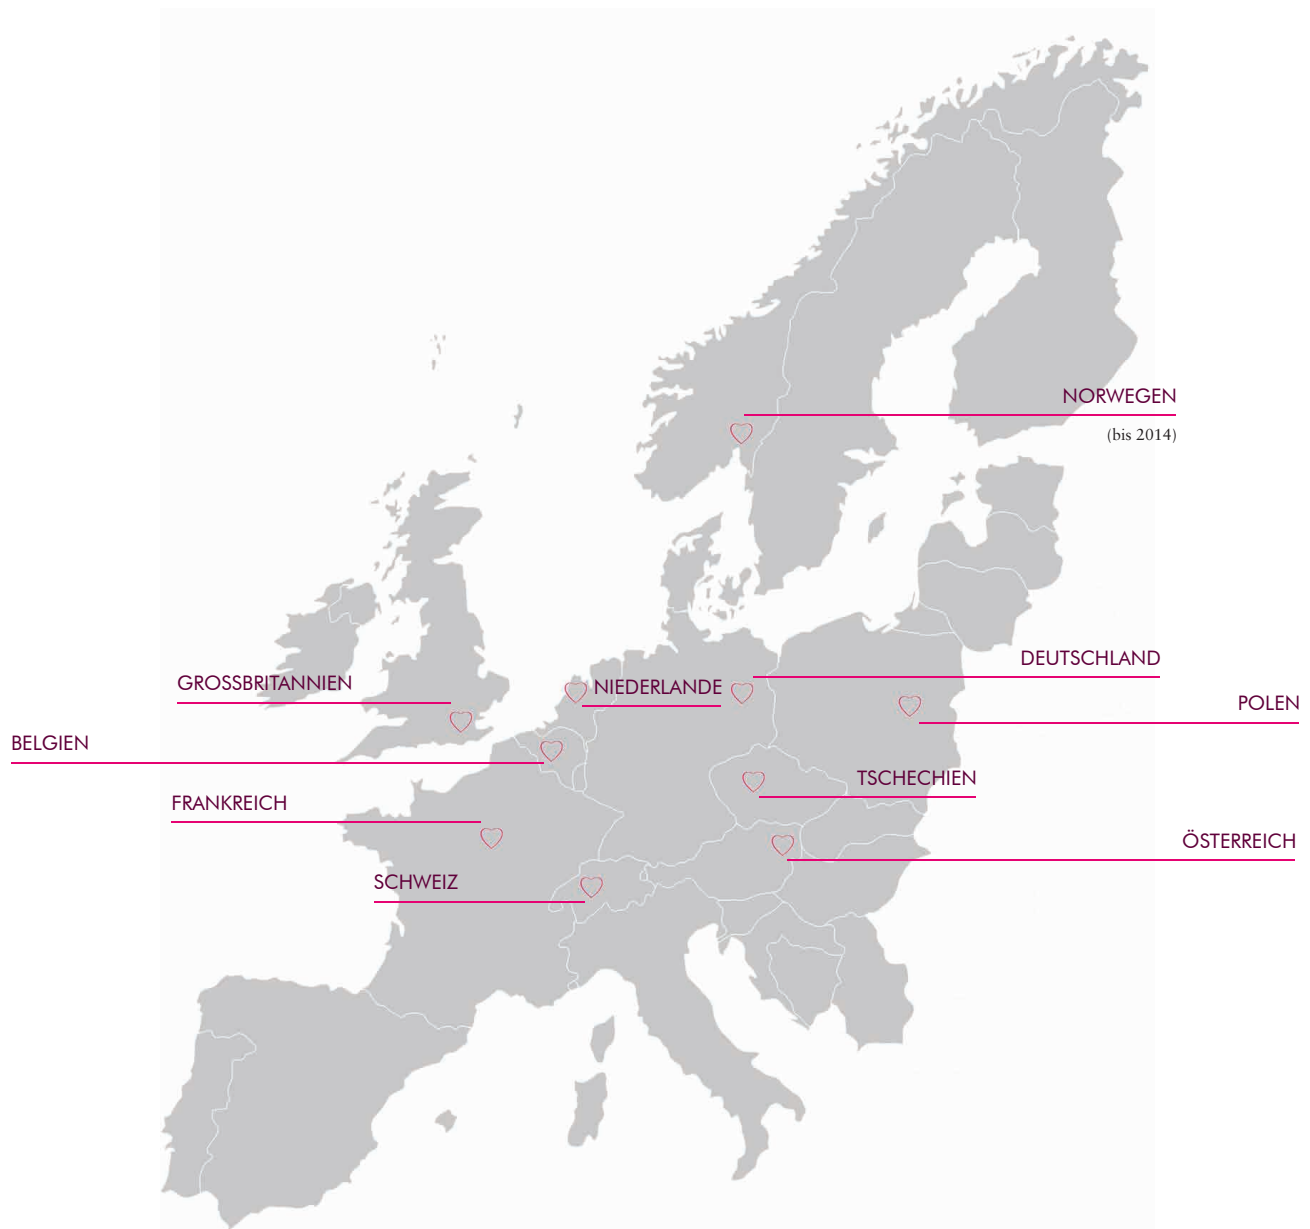 NORWEGEN
(bis 2014)
DEUTSCHLAND
GROSSBRITANNIEN
NIEDERLANDE
POLEN
BELGIEN
TSCHECHIEN
FRANKREICH
ÖSTERREICH
SCHWEIZ